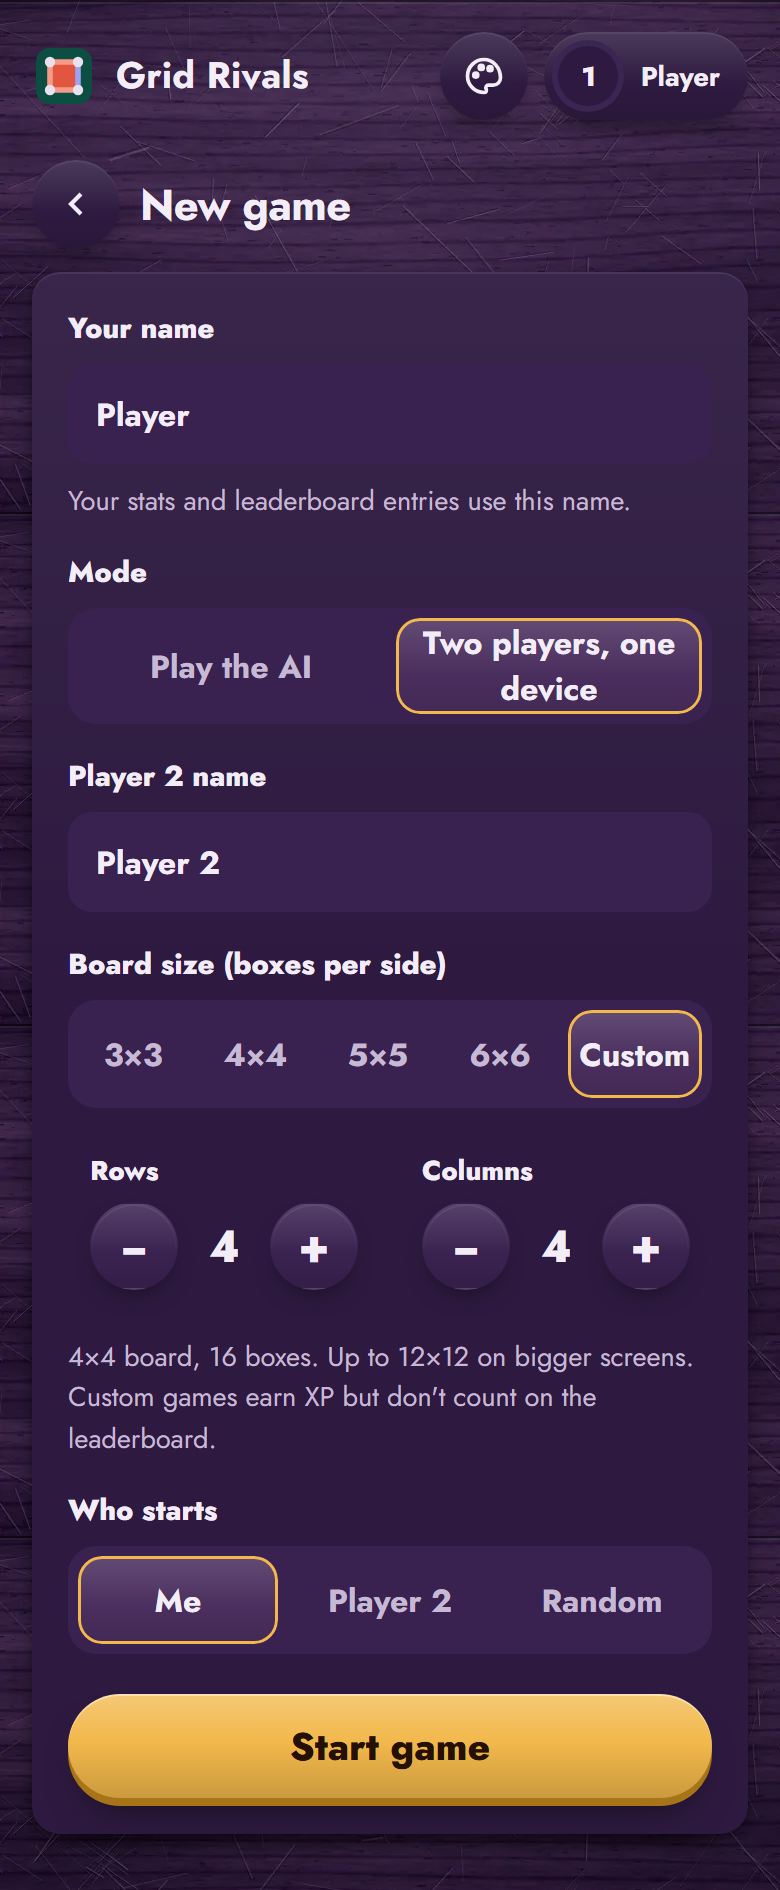 Grid Rivals
1 Player
New game
Your name
Player
Your stats and leaderboard entries use this name.
Mode
Play the AI
Two players, one
device
Player 2 name
Player 2
Board size (boxes per side)
3×3 4×4 5×5 6×6 Custom
Rows Columns
− 4 + − 4 +
4×4 board, 16 boxes. Up to 12×12 on bigger screens.
Custom games earn XP but don't count on the
leaderboard.
Who starts
Me Player 2 Random
Start game